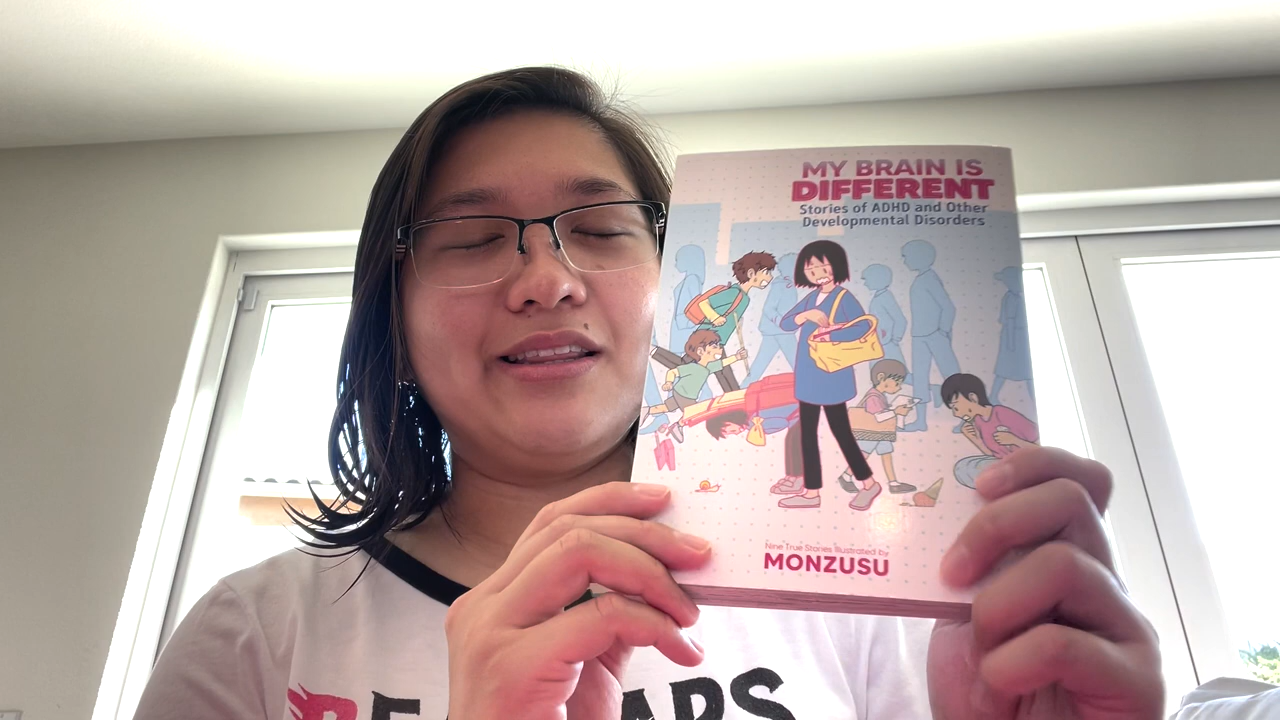 MY BRAIN IS
DIFFERENT
Stories of ADHD and Other
Developmental Disorders
Nine True Stories Illustrated by
MONZUSU